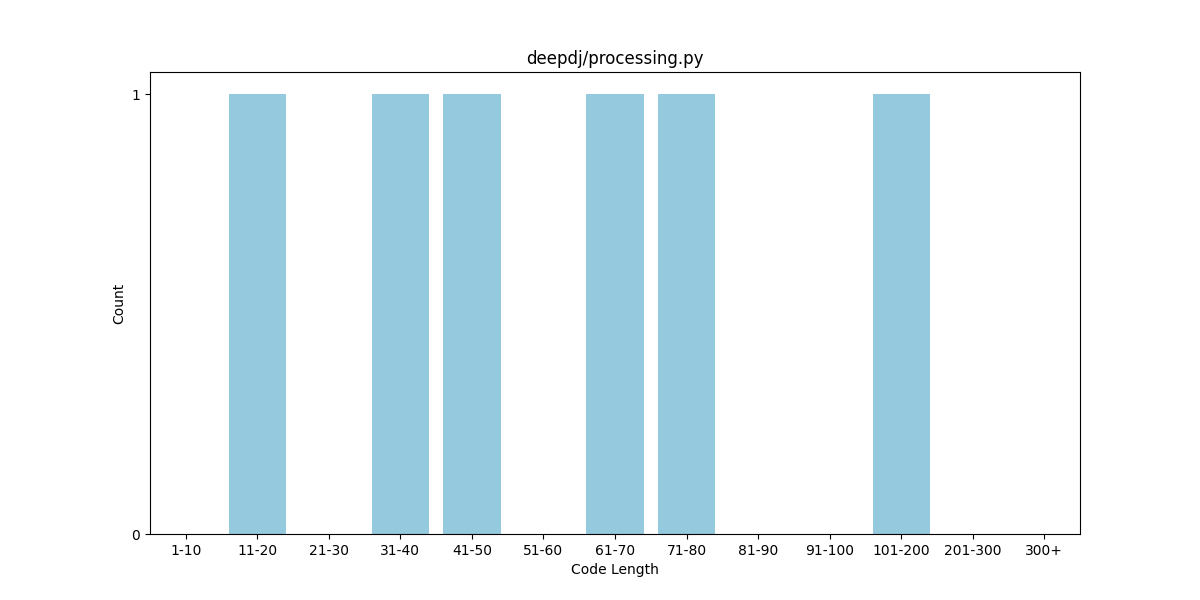 deepdj/processing.py
1
Count
0
1-10 11-20 21-30 31-40 41-50 51-60 61-70 71-80 81-90 91-100 101-200 201-300 300+
Code Length